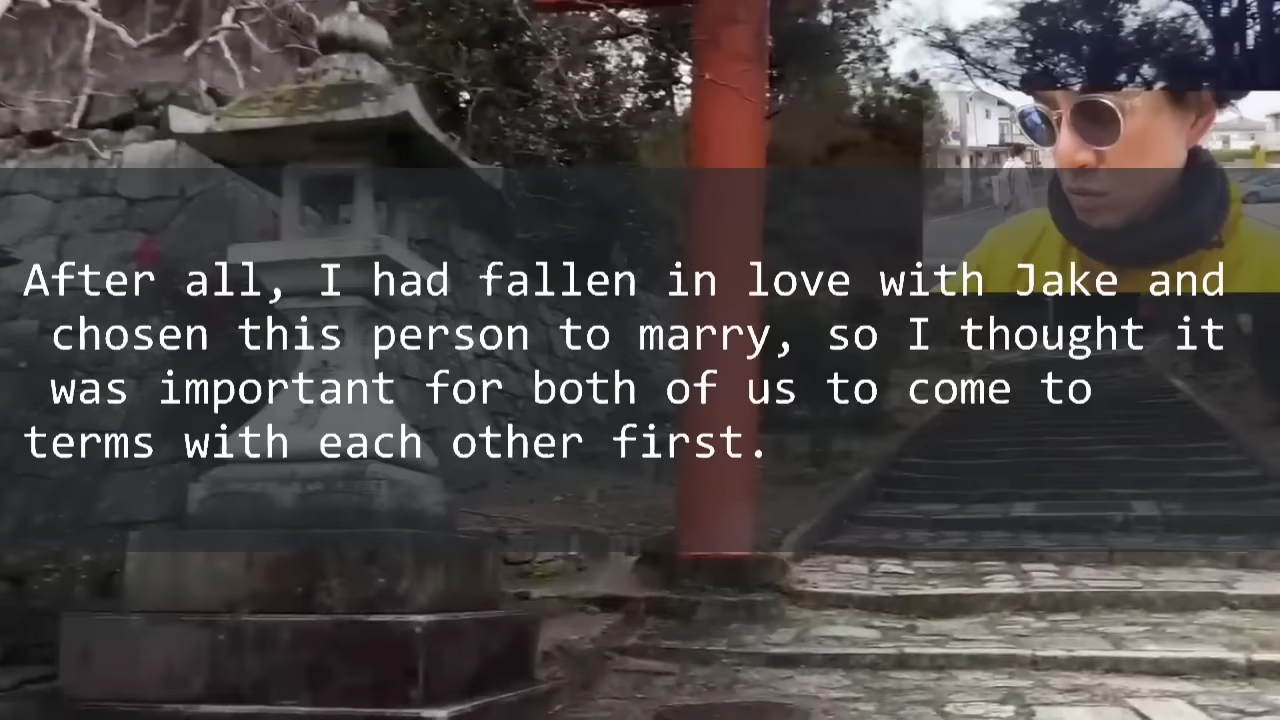 After all, I had fallen in love with Jake and
chosen this person to marry, so I thought it
was important for both of us to come to
terms with each other first.